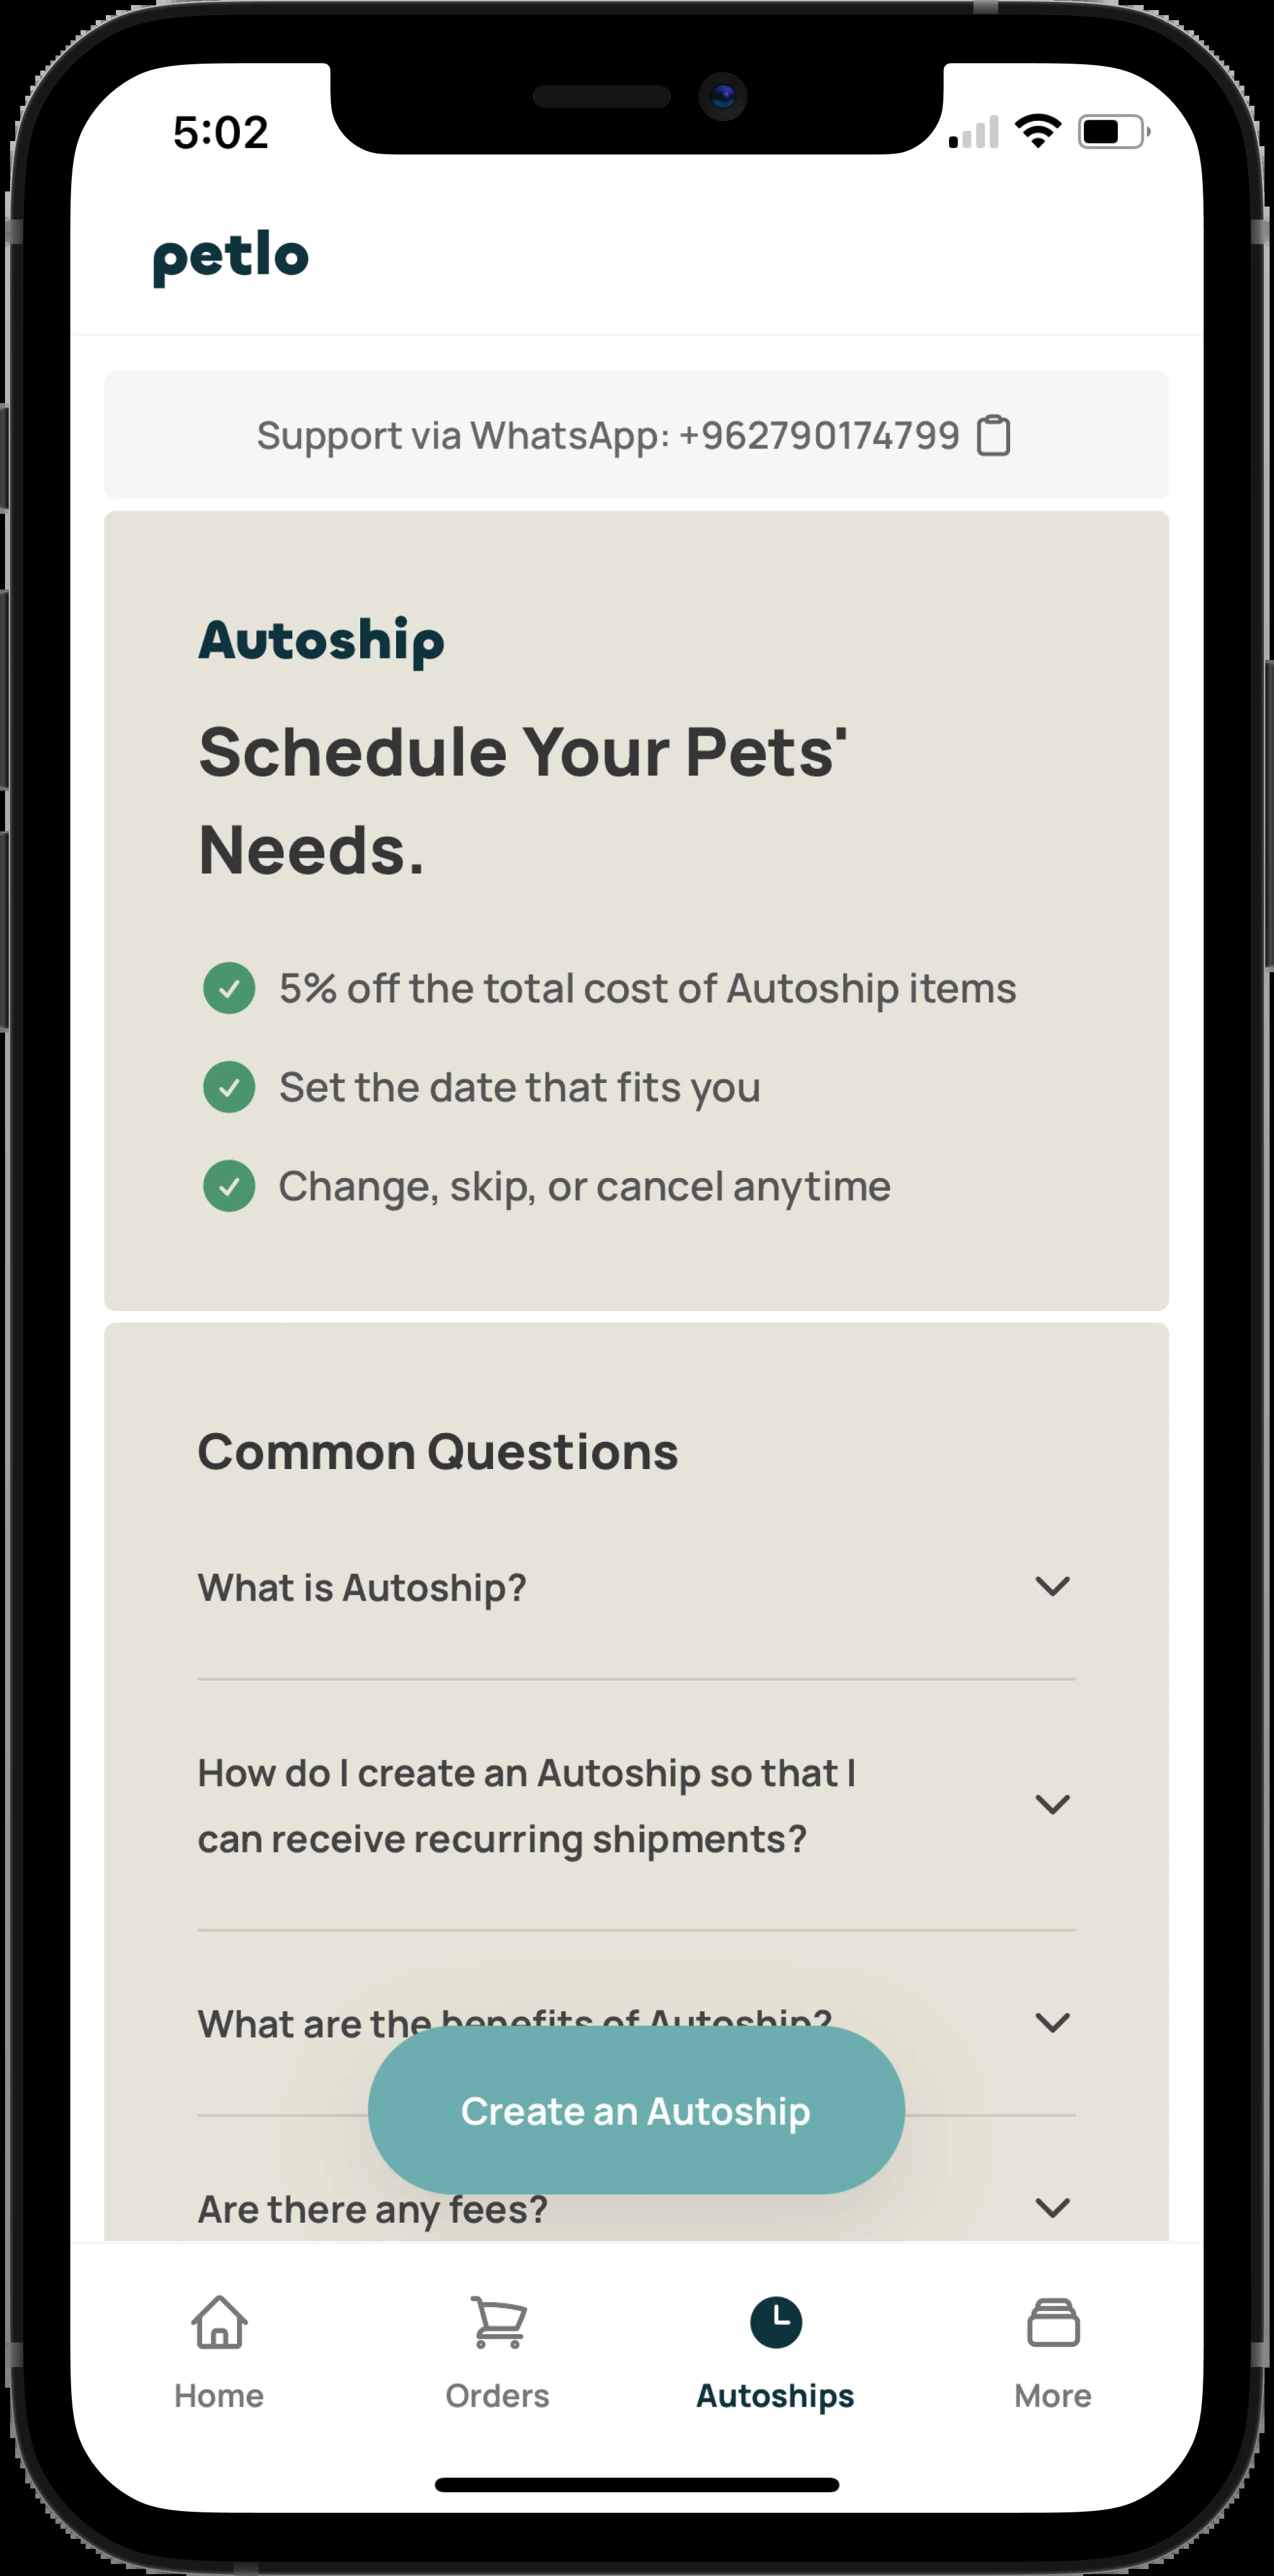 5:02
petlo
Support via WhatsApp: +962790174799
Autoship
Schedule Your Pets'
Needs.
5% off the total cost of Autoship items
Set the date that fits you
Change, skip, or cancel anytime
Common Questions
What is Autoship?
How do I create an Autoship so that I
can receive recurring shipments?
What are the benefits of Autoship?
Create an Autoship
Are there any fees?
Home
Orders
Autoships
More